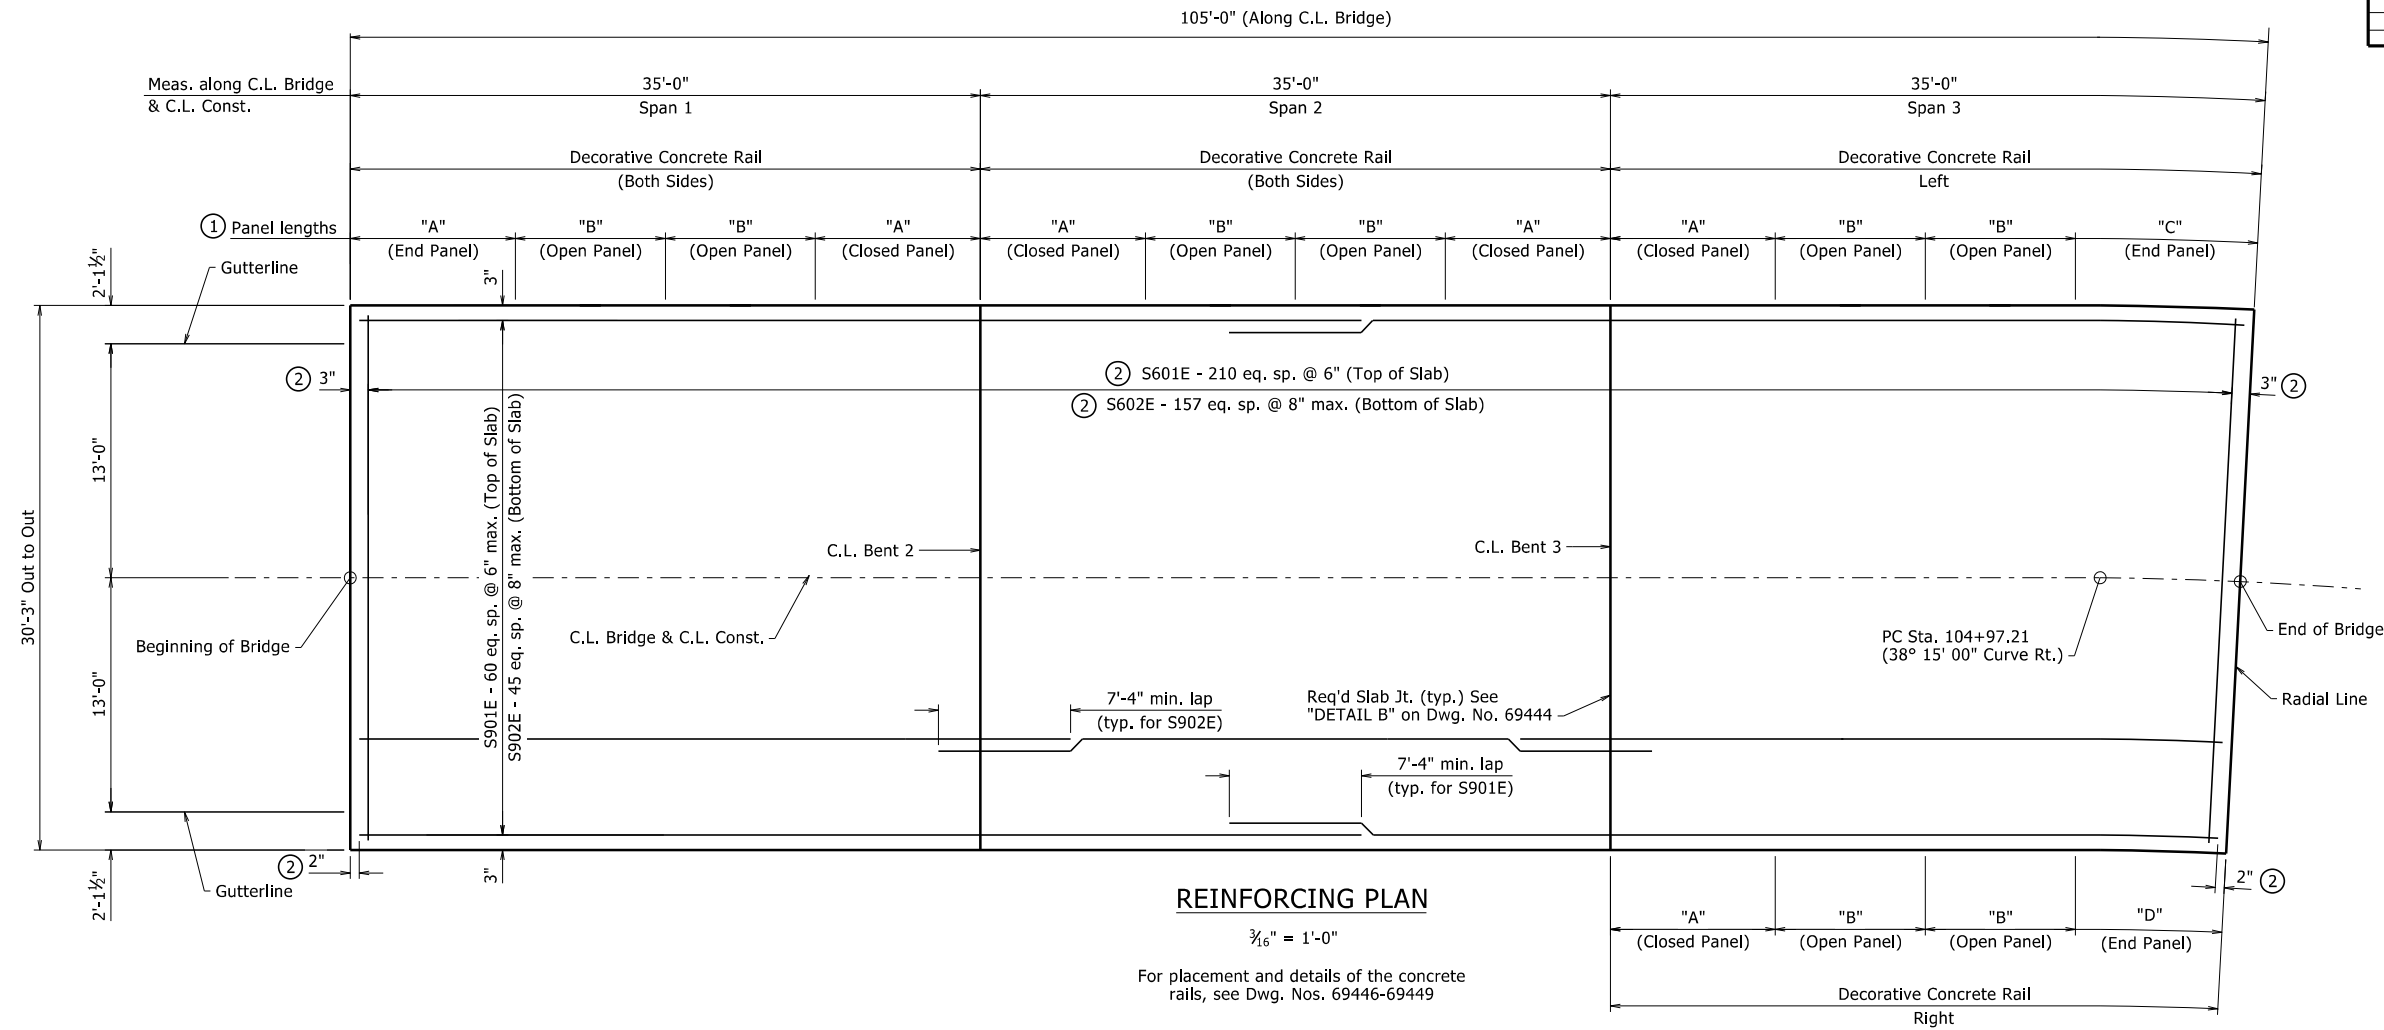 105'-0" (Along C.L. Bridge)
Meas. along C.L. Bridge
& C.L. Const.
35'-0"
Span 1
35'-0"
Span 2
35'-0"
Span 3
Decorative Concrete Rail
(Both Sides)
Decorative Concrete Rail
(Both Sides)
Decorative Concrete Rail
Left
1 Panel lengths
"A"
(End Panel)
"B"
(Open Panel)
"B"
(Open Panel)
"A"
(Closed Panel)
"A"
(Closed Panel)
"B"
(Open Panel)
"B"
(Open Panel)
"A"
(Closed Panel)
"A"
(Closed Panel)
"B"
(Open Panel)
"B"
(Open Panel)
"C"
(End Panel)
2'-1½"
Gutterline
3"
2 3"
2 S601E - 210 eq. sp. @ 6" (Top of Slab)
2 S602E - 157 eq. sp. @ 8" max. (Bottom of Slab)
3" 2
30'-3" Out to Out
13'-0"
13'-0"
S901E - 60 eq. sp. @ 6" max. (Top of Slab)
S902E - 45 eq. sp. @ 8" max. (Bottom of Slab)
C.L. Bent 2
C.L. Bent 3
Beginning of Bridge
C.L. Bridge & C.L. Const.
PC Sta. 104+97.21
(38° 15' 00" Curve Rt.)
End of Bridge
Radial Line
7'-4" min. lap
(typ. for S902E)
Req'd Slab Jt. (typ.) See
"DETAIL B" on Dwg. No. 69444
7'-4" min. lap
(typ. for S901E)
2 2"
2'-1½"
Gutterline
3"
2" 2
REINFORCING PLAN
3/16" = 1'-0"
For placement and details of the concrete
rails, see Dwg. Nos. 69446-69449
"A"
(Closed Panel)
"B"
(Open Panel)
"B"
(Open Panel)
"D"
(End Panel)
Decorative Concrete Rail
Right